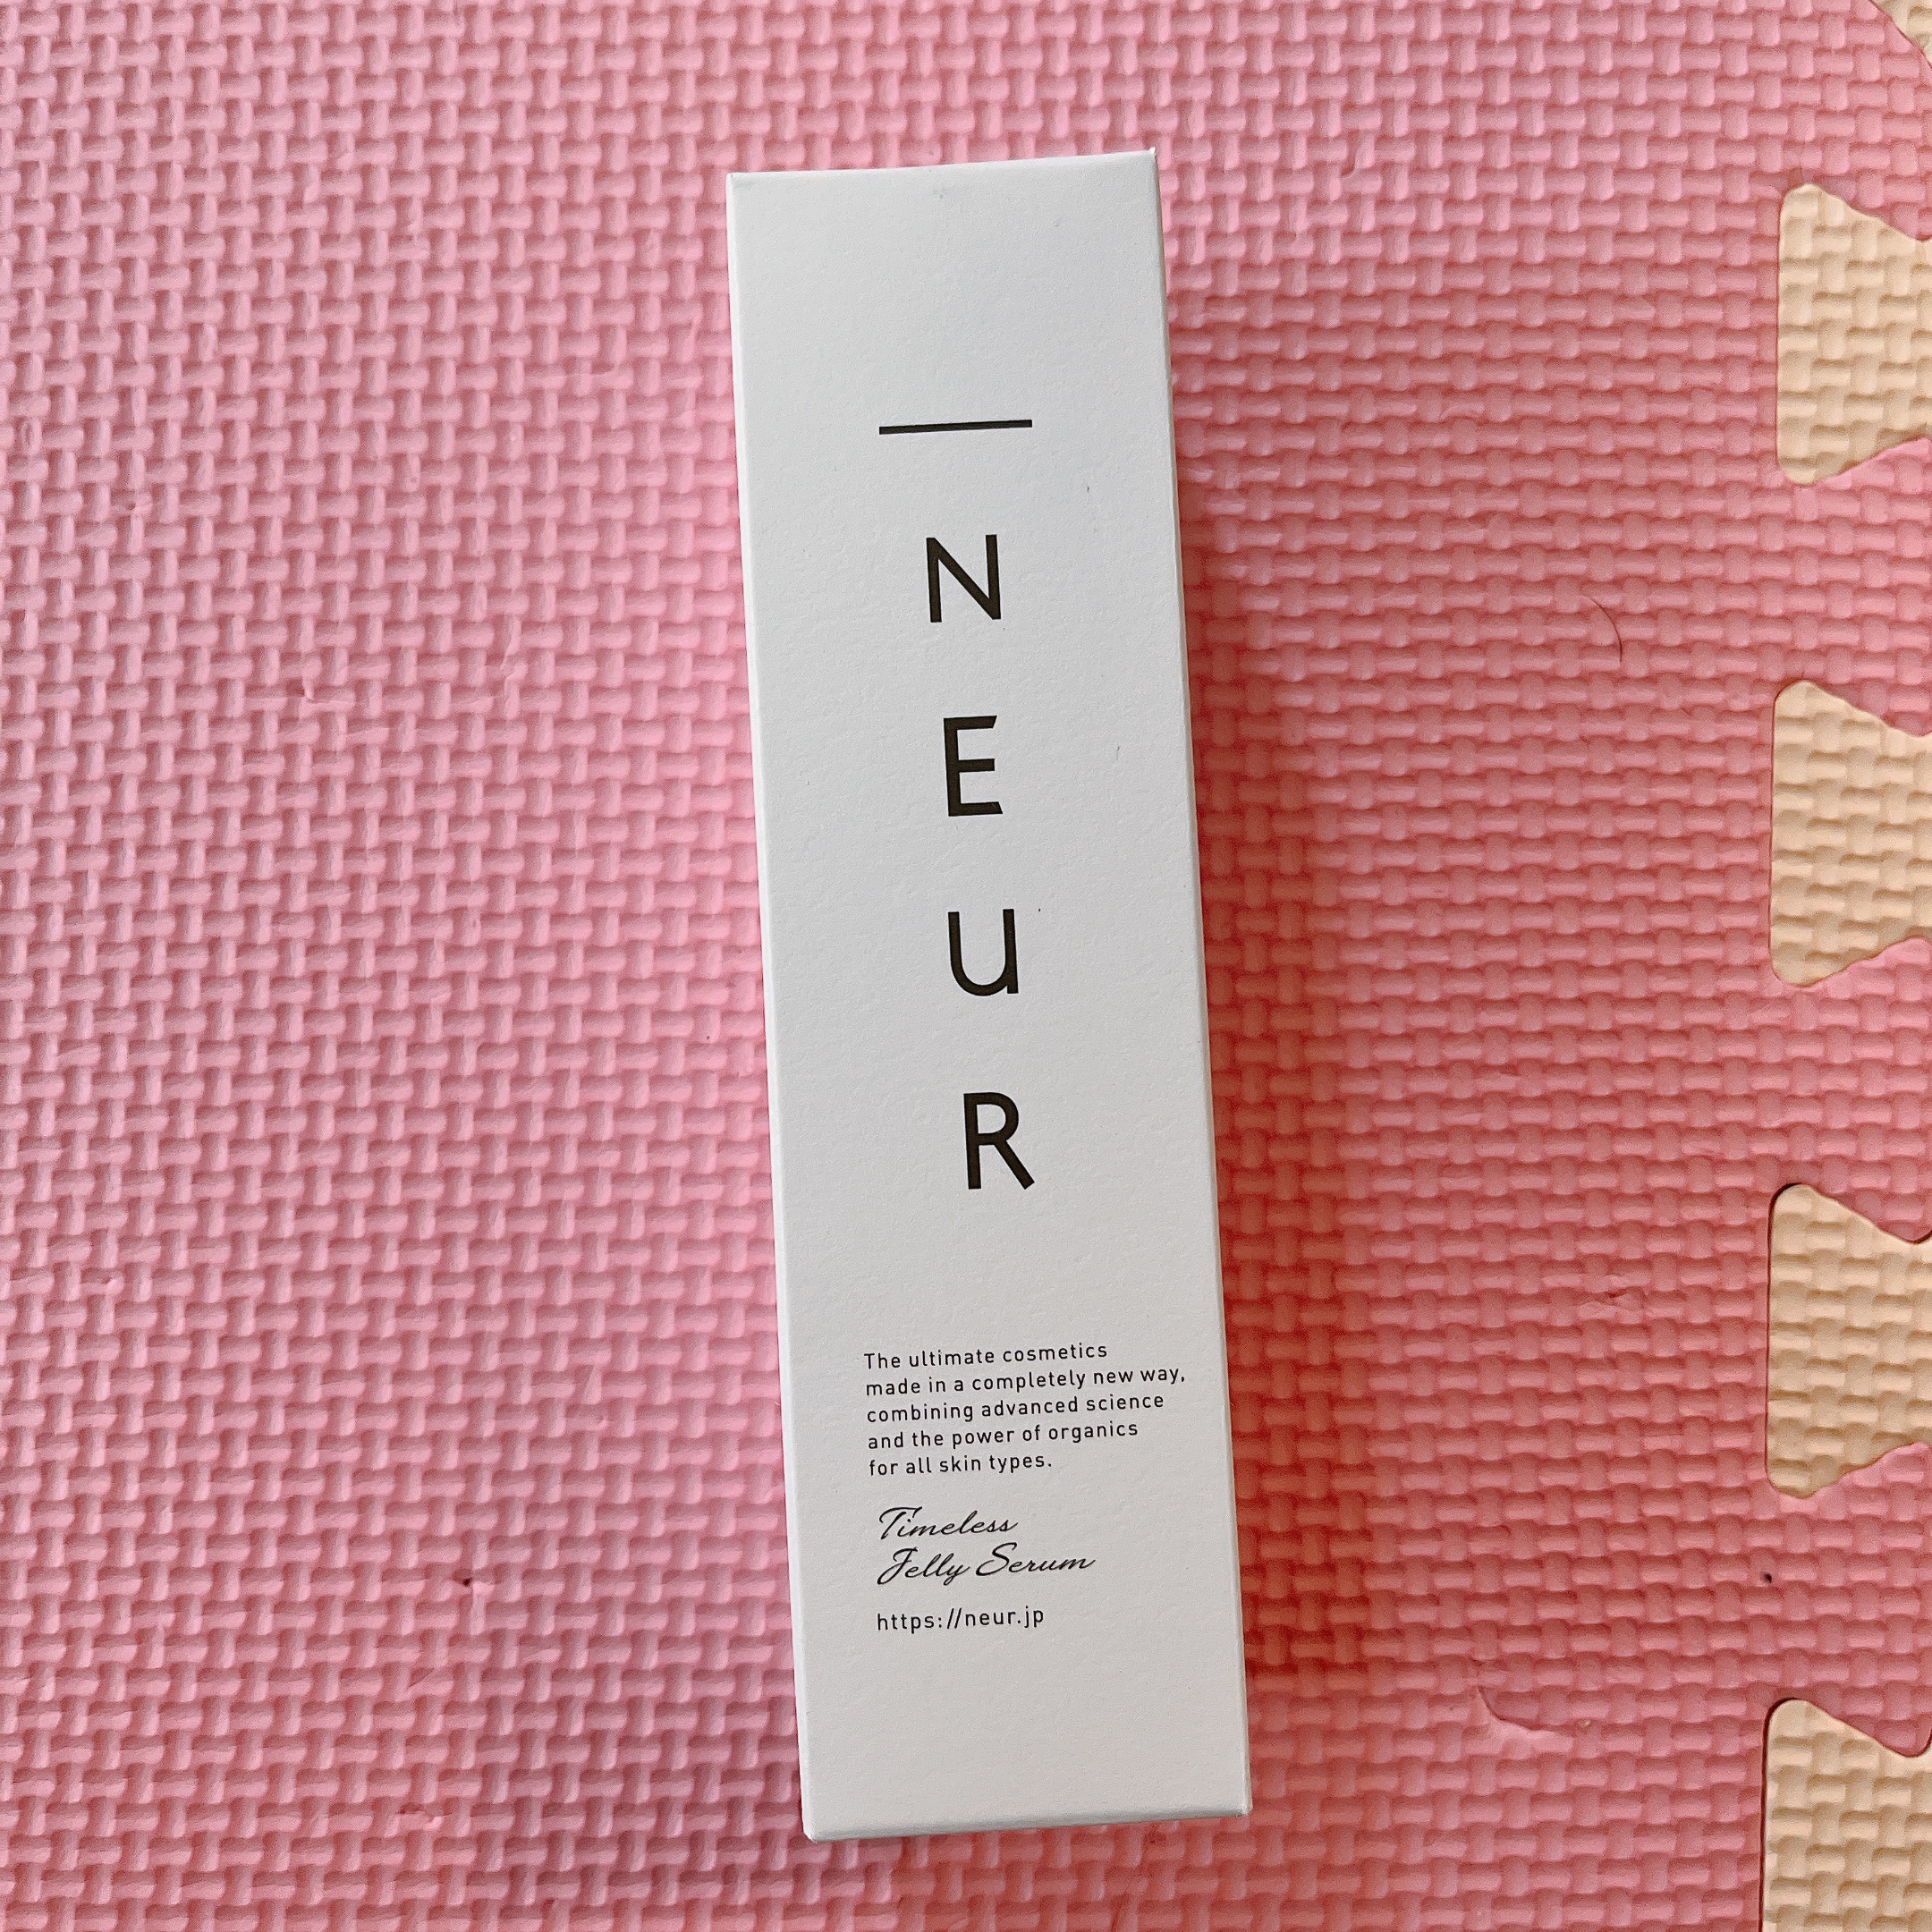 NEUR
The ultimate cosmetics
made in a completely new way,
combining advanced science
and the power of organics
for all skin types.
Timeless
Jelly Serum
https://neur.jp